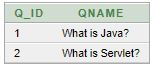 Q_ID QNAME
1 What is Java?
2 What is Servlet?